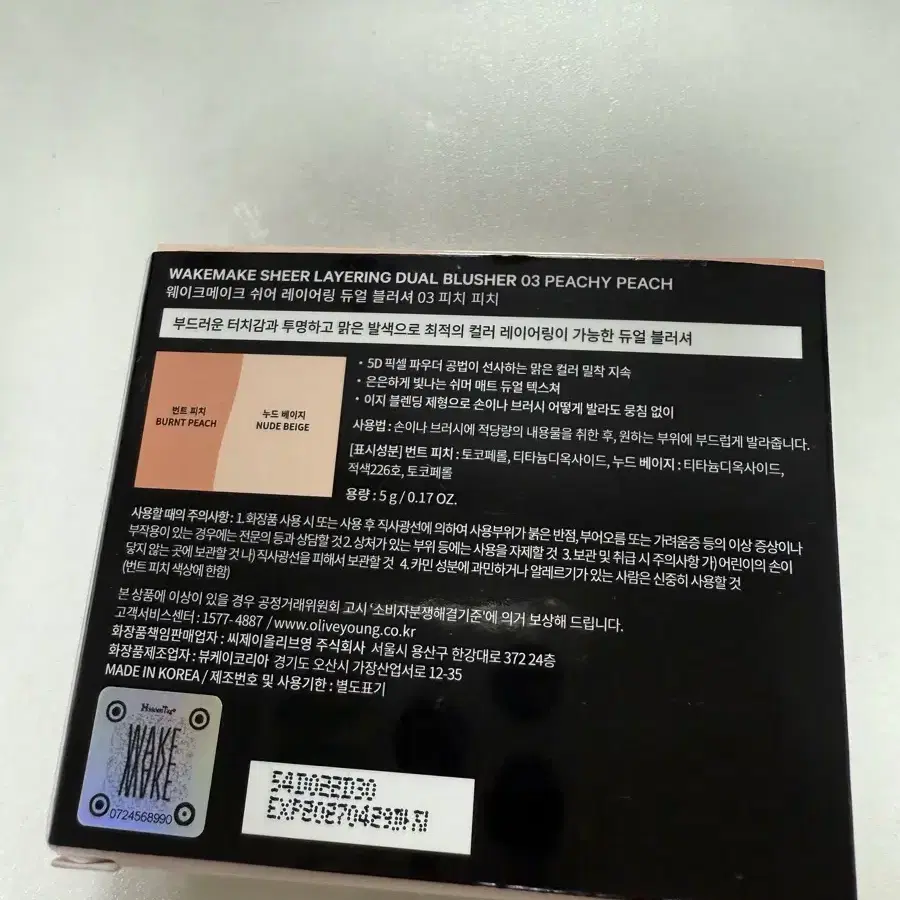 WAKEMAKE SHEER LAYERING DUAL BLUSHER 03 PEACHY PEACH
웨이크메이크 쉬어 레이어링 듀얼 블러셔 03 피치 피치
부드러운 터치감과 투명하고 맑은 발색으로 최적의 컬러 레이어링이 가능한 듀얼 블러셔
번트 피치
BURNT PEACH
누드 베이지
NUDE BEIGE
• 5D 픽셀 파우더 공법이 선사하는 맑은 컬러 밀착 지속
• 은은하게 빛나는 쉬머 매트 듀얼 텍스쳐
• 이지 블렌딩 제형으로 손이나 브러시 어떻게 발라도 뭉침 없이
사용법 : 손이나 브러시에 적당량의 내용물을 취한 후, 원하는 부위에 부드럽게 발라줍니다.
[표시성분] 번트 피치 : 토코페롤, 티타늄디옥사이드, 누드 베이지 : 티타늄디옥사이드,
적색226호, 토코페롤
용량 : 5 g / 0.17 OZ.
사용할 때의 주의사항 : 1. 화장품 사용 시 또는 사용 후 직사광선에 의하여 사용부위가 붉은 반점, 부어오름 또는 가려움증 등의 이상 증상이나
부작용이 있는 경우에는 전문의 등과 상담할 것 2. 상처가 있는 부위 등에는 사용을 자제할 것 3. 보관 및 취급 시 주의사항 가) 어린이의 손이
닿지 않는 곳에 보관할 것 나) 직사광선을 피해서 보관할 것 4. 카민 성분에 과민하거나 알레르기가 있는 사람은 신중히 사용할 것
(번트 피치 색상에 한함)
본 상품에 이상이 있을 경우 공정거래위원회 고시 '소비자분쟁해결기준'에 의거 보상해 드립니다.
고객서비스센터 : 1577- 4887 / www.oliveyoung.co.kr
화장품책임판매업자 : 씨제이올리브영 주식회사 서울시 용산구 한강대로 372 24층
화장품제조업자 : 뷰케이코리아 경기도 오산시 가장산업서로 12-35
MADE IN KOREA / 제조번호 및 사용기한 : 별도표기
HiddenTag
WAKE
MAKE
0724568990
EXP20270429까지